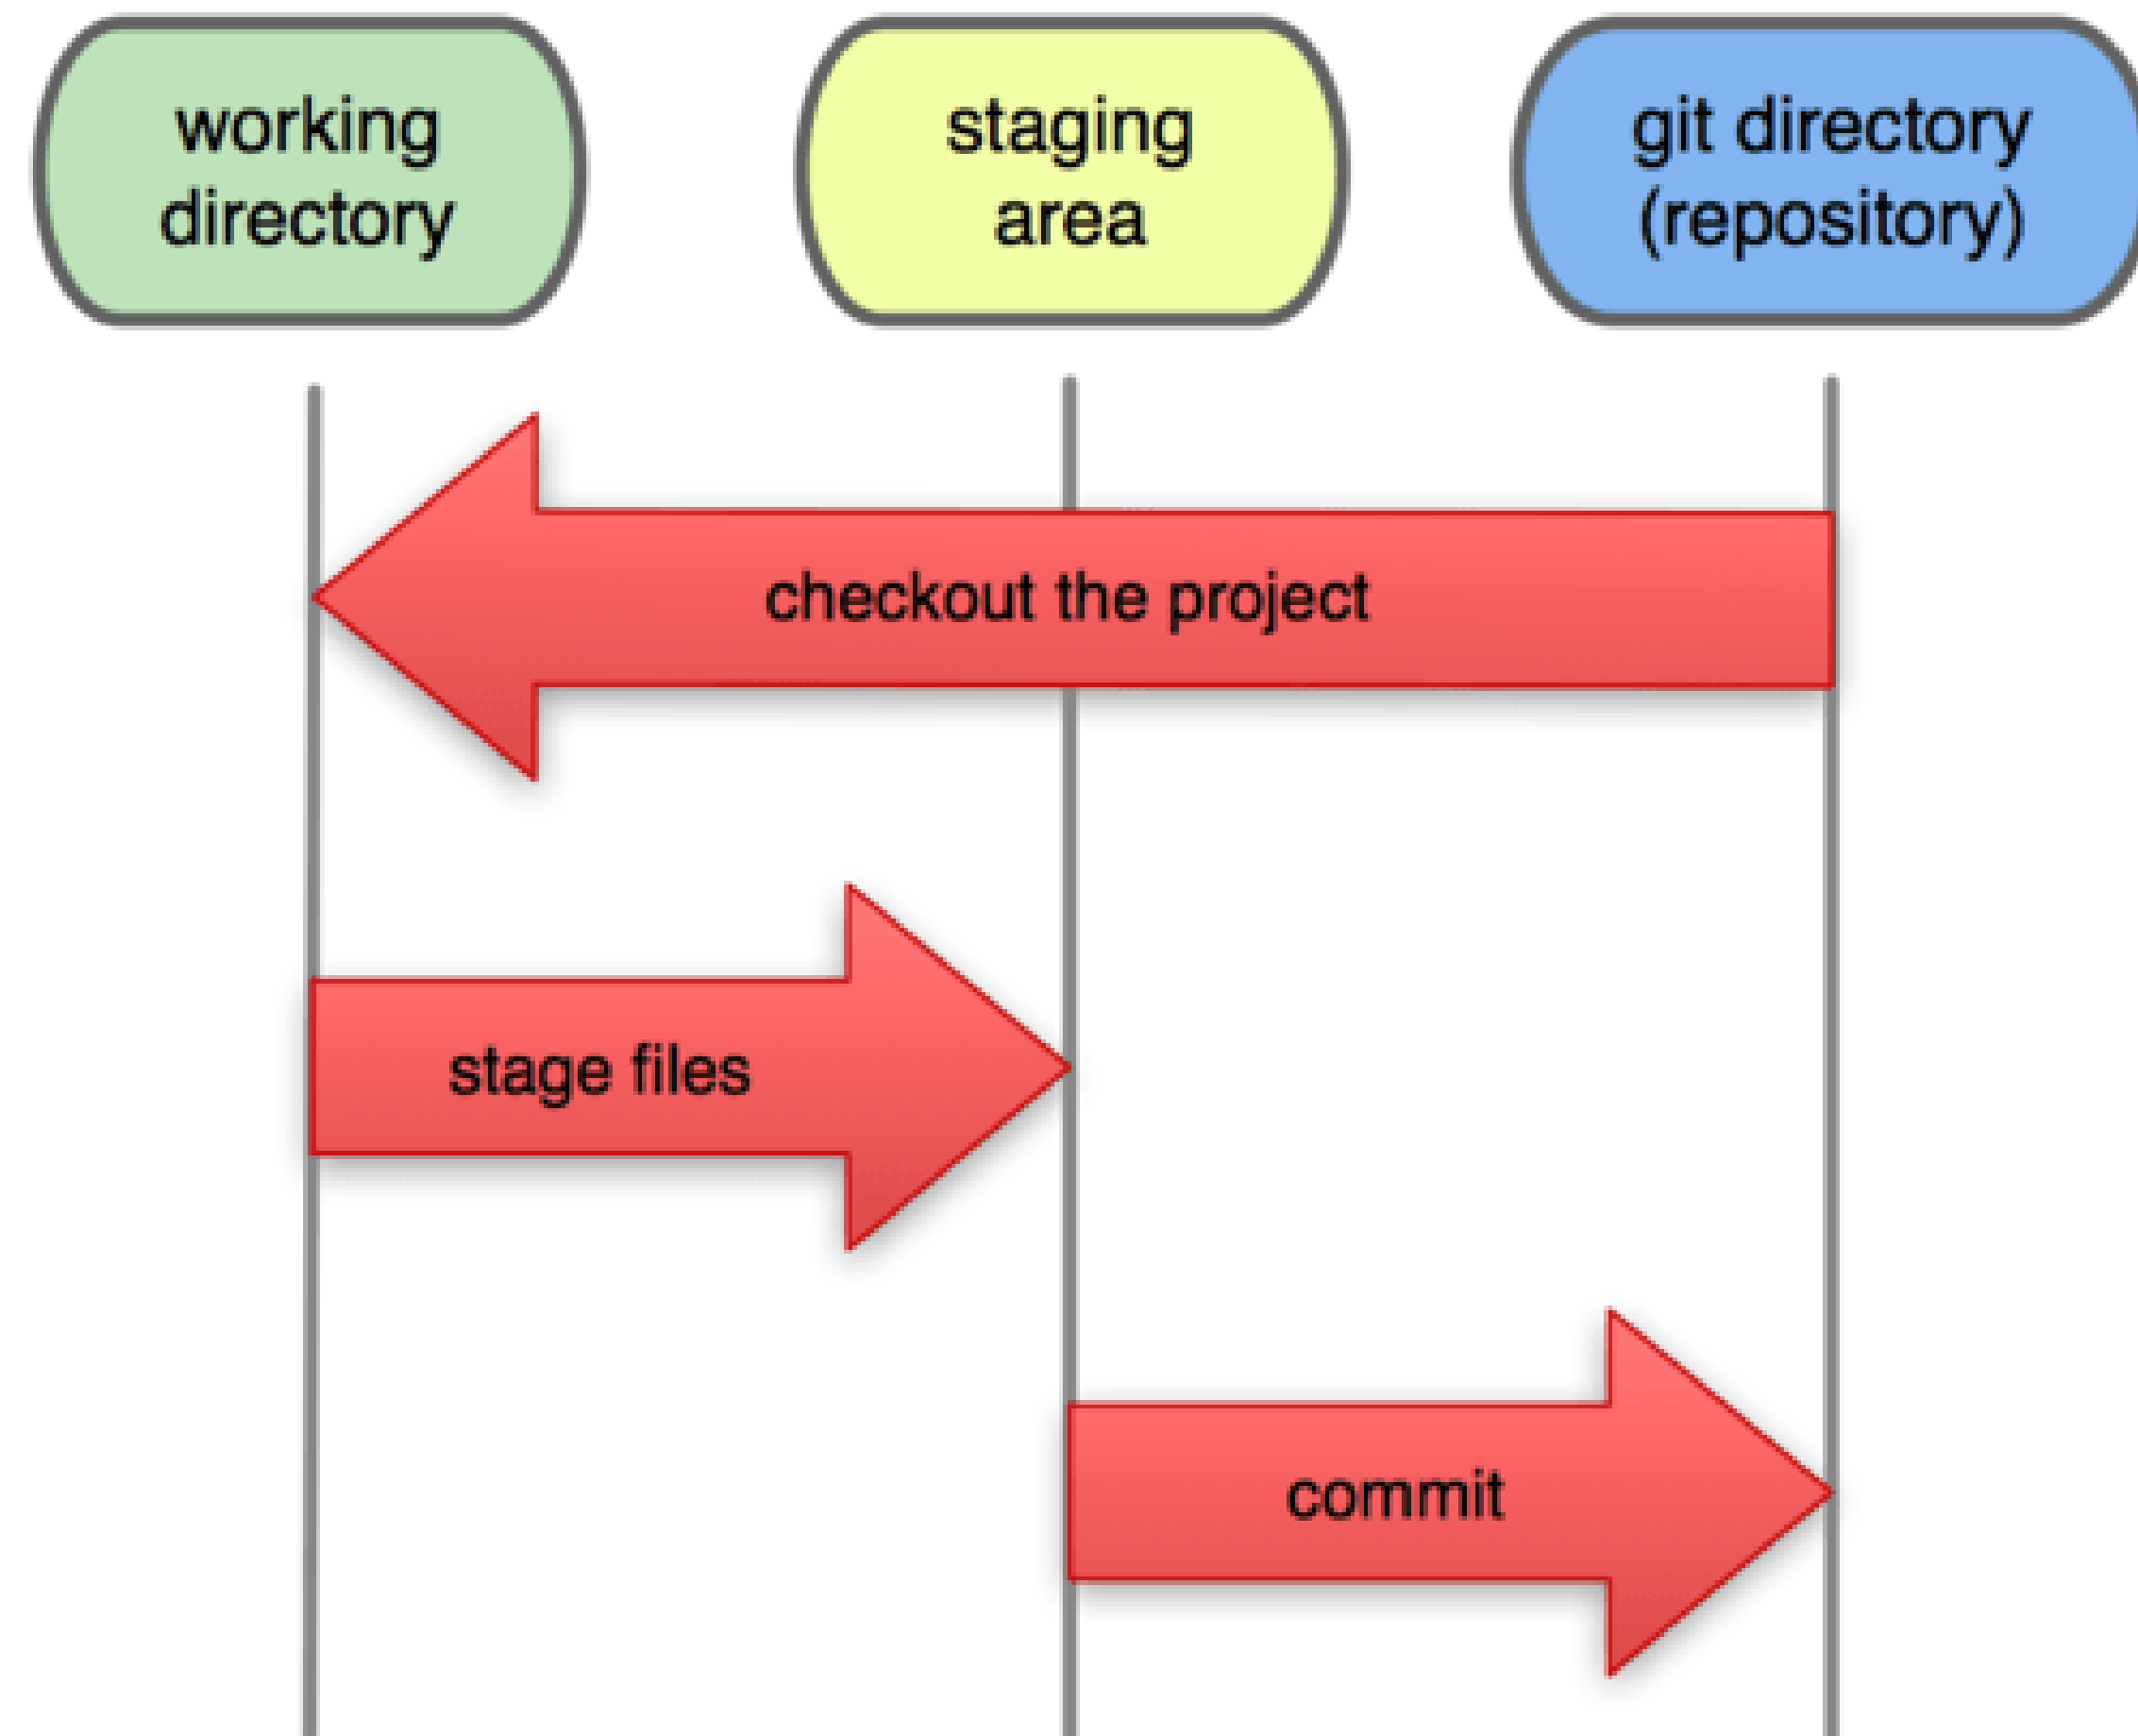 working
directory
staging
area
git directory
(repository)
checkout the project
stage files
commit